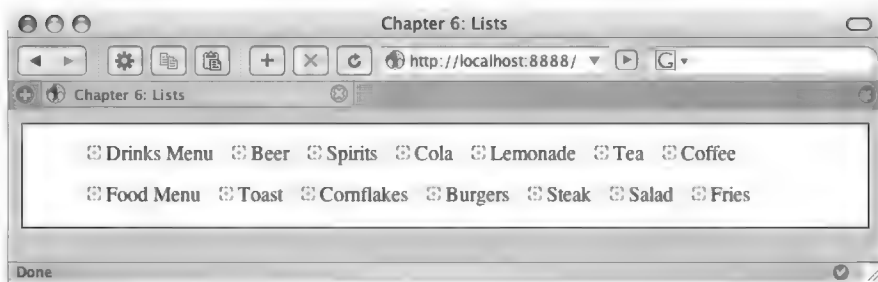 Chapter 6: Lists
http://localhost:8888/
G
Chapter 6: Lists
Drinks Menu Beer Spirits Cola Lemonade Tea Coffee
Food Menu Toast Cornflakes Burgers Steak Salad Fries
Done